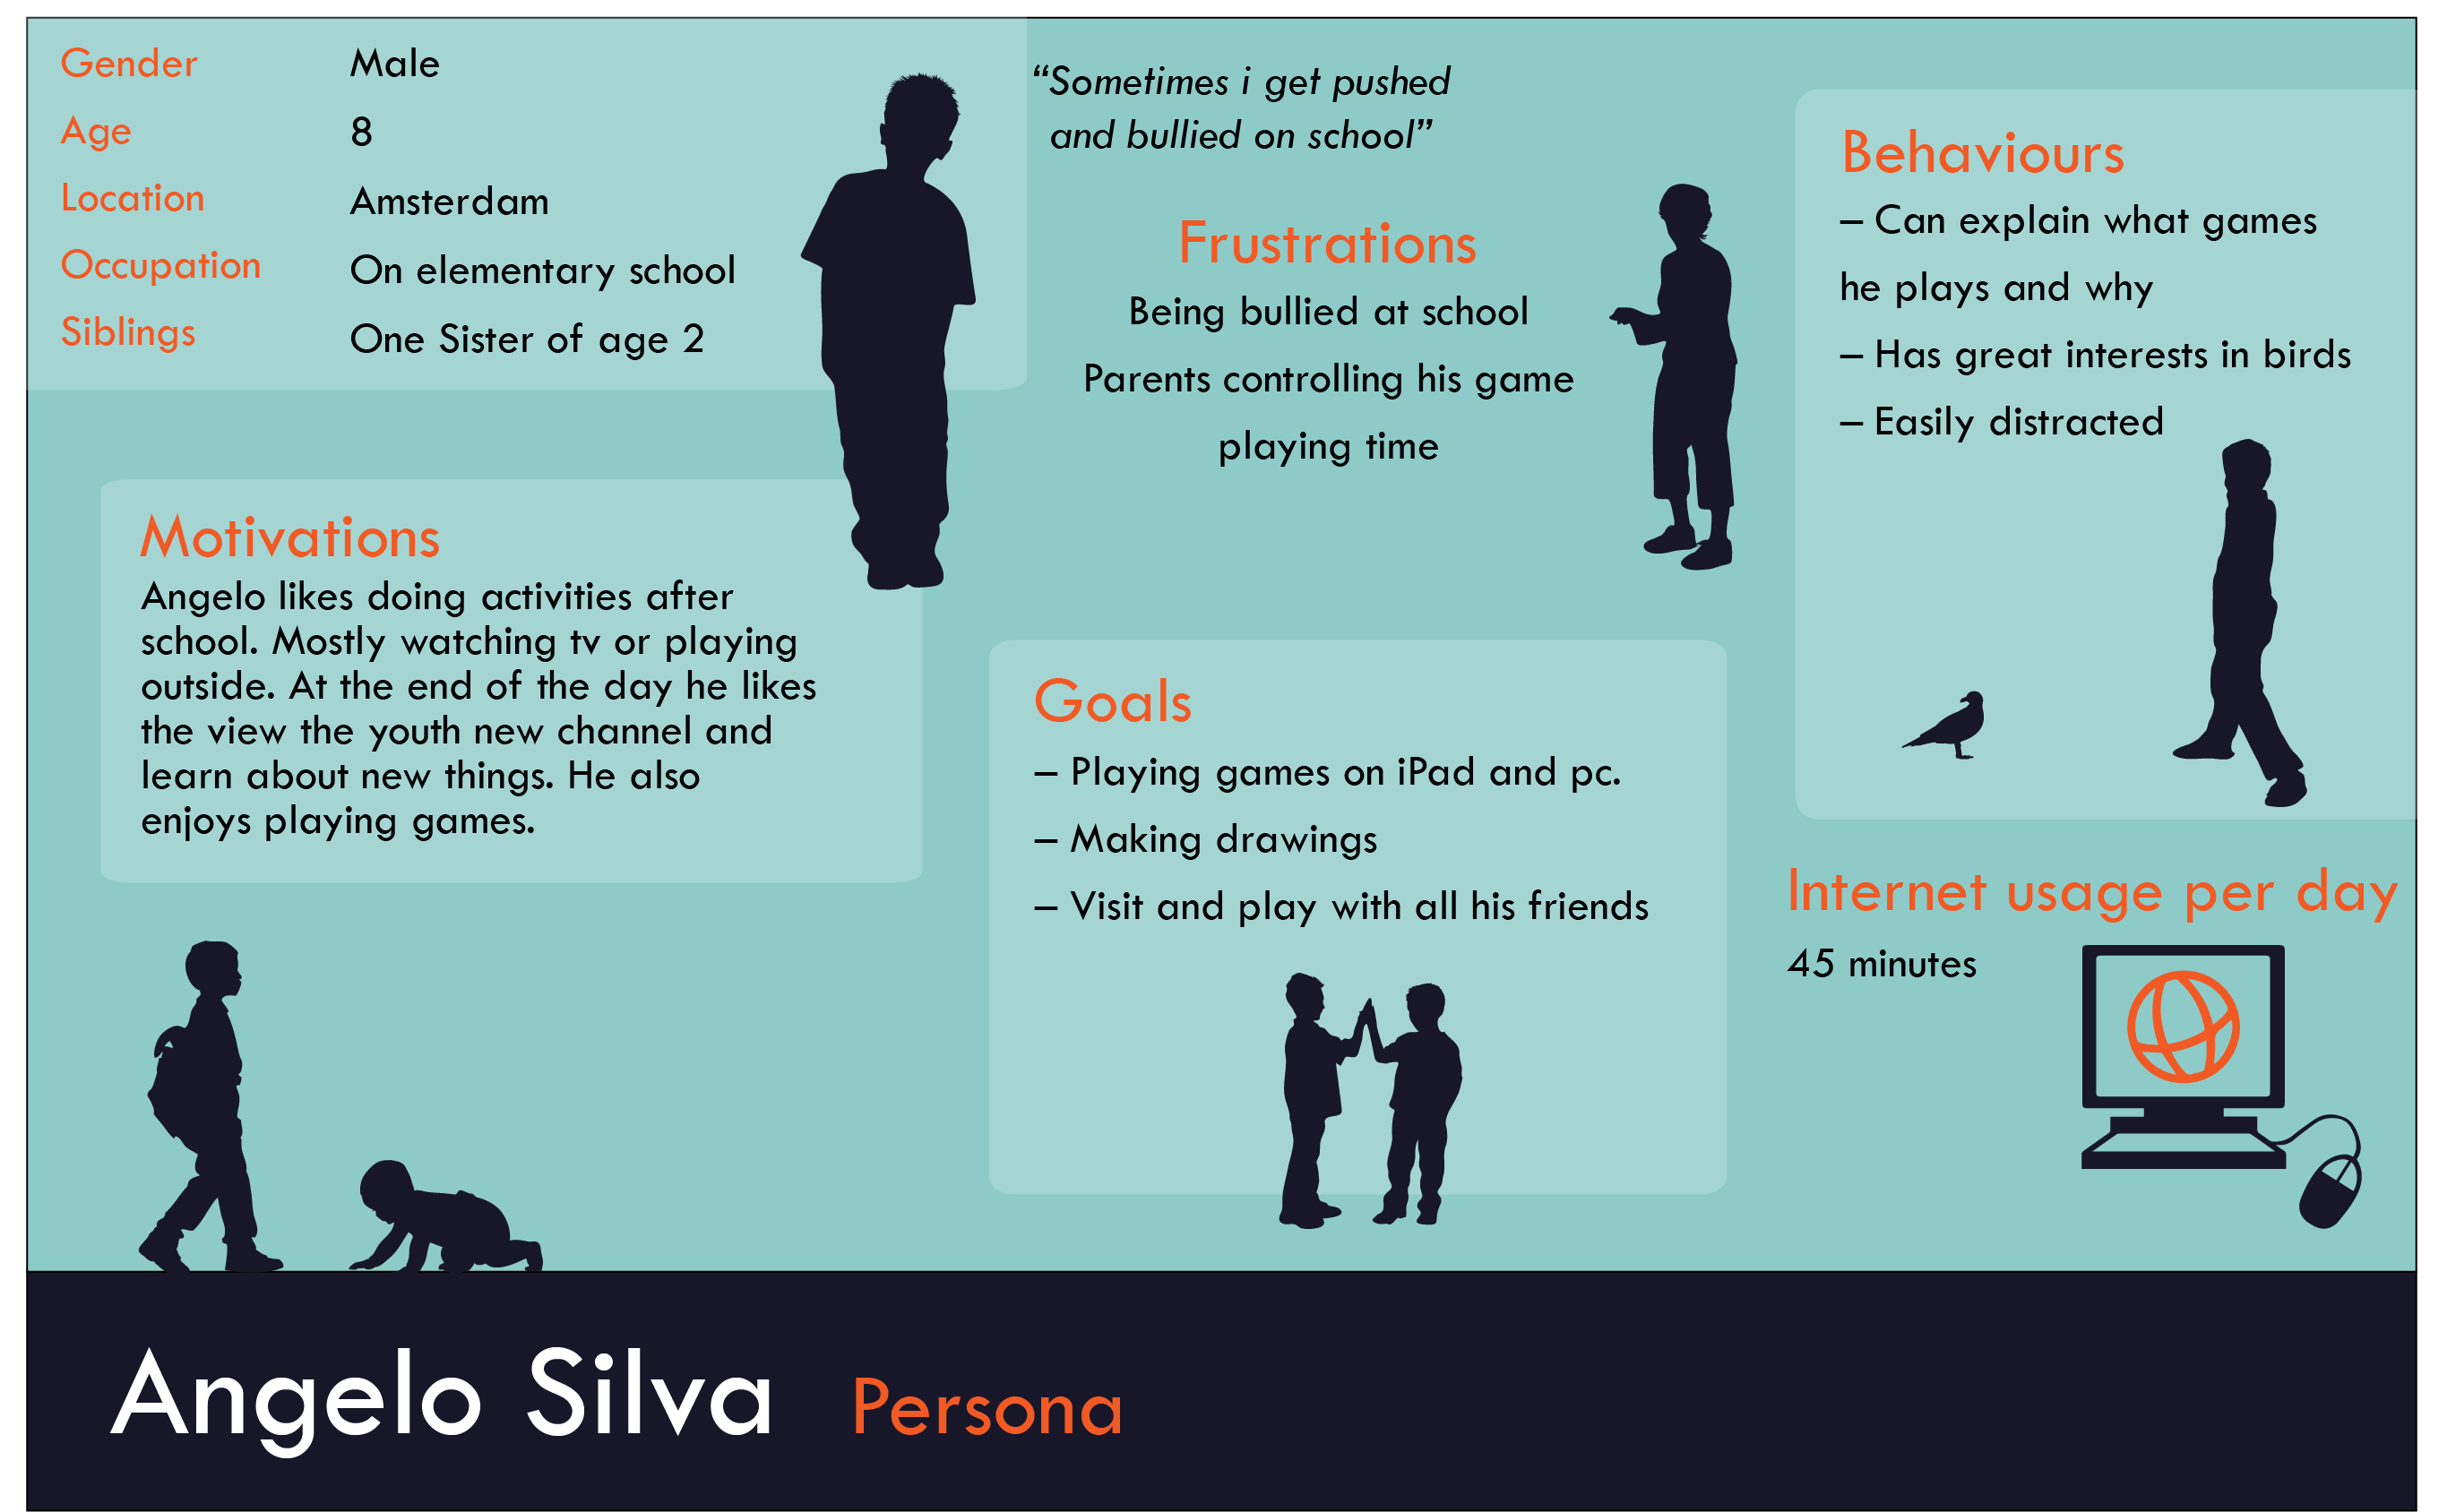 Gender Male
Age 8
Location Amsterdam
Occupation On elementary school
Siblings One Sister of age 2
“Sometimes i get pushed
and bullied on school”
Frustrations
Being bullied at school
Parents controlling his game
playing time
Behaviours
– Can explain what games
he plays and why
– Has great interests in birds
– Easily distracted
Motivations
Angelo likes doing activities after
school. Mostly watching tv or playing
outside. At the end of the day he likes
the view the youth new channel and
learn about new things. He also
enjoys playing games.
Goals
– Playing games on iPad and pc.
– Making drawings
– Visit and play with all his friends
Internet usage per day
45 minutes
Angelo Silva Persona